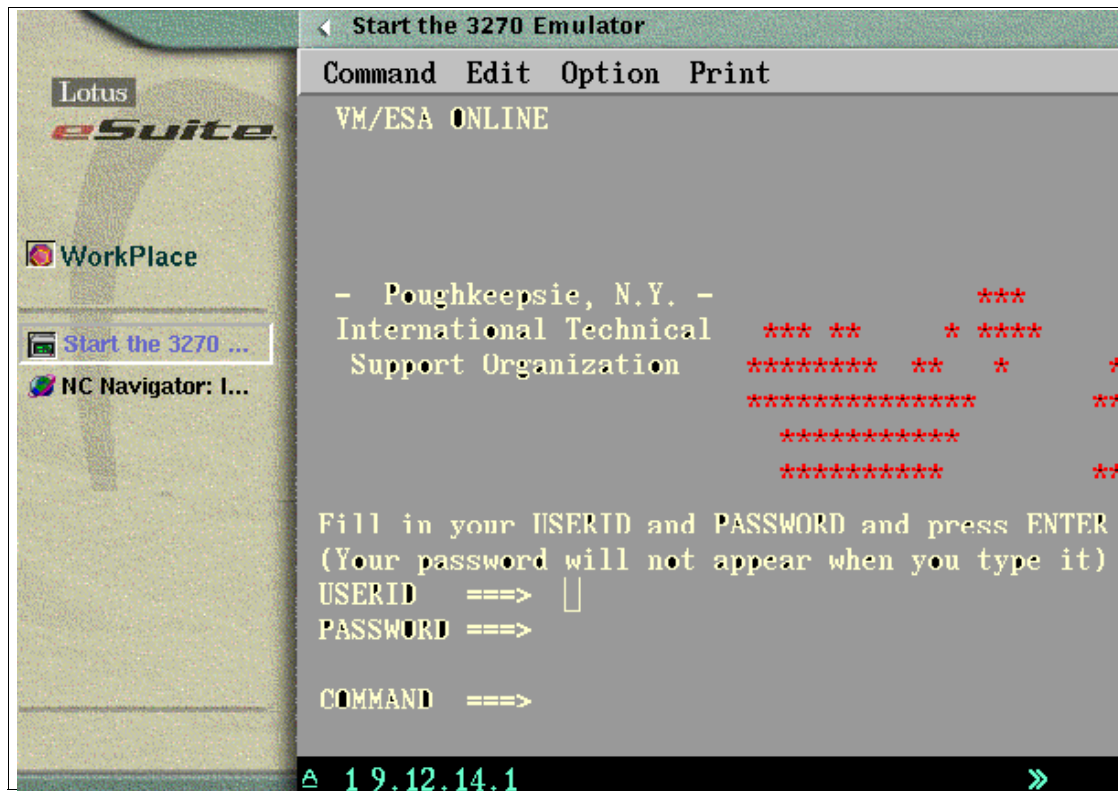 Start the 3270 Emulator
Command Edit Option Print
Lotus
eSuite.
WorkPlace
Start the 3270 ...
NC Navigator: I...
VM/ESA ONLINE
- Poughkeepsie, N.Y. - ***
International Technical *** ** * ****
Support Organization ******** ** * *
************** **
***********
********** **
Fill in your USERID and PASSWORD and press ENTER
(Your password will not appear when you type it)
USERID ===>
PASSWORD ===>
COMMAND ===>
19.12.14.1 »